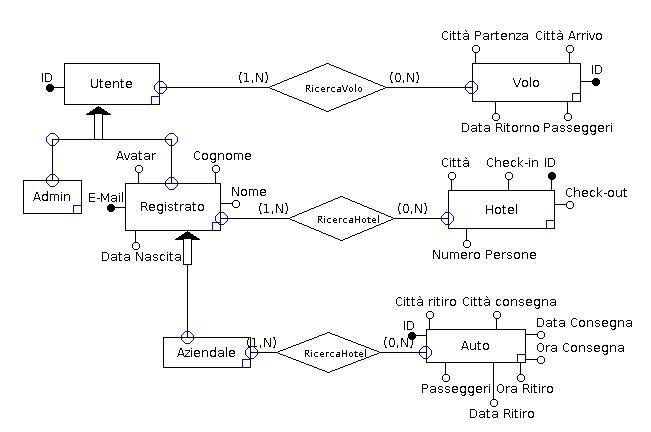 Città Partenza Città Arrivo
ID
Utente
(1,N)
RicercaVolo
(0,N)
Volo
ID
Data Ritorno Passeggeri
Avatar
Cognome
Città
Check-in ID
Admin
E-Mail
Registrato
Nome
(1,N)
RicercaHotel
(0,N)
Hotel
Check-out
Data Nascita
Numero Persone
Città ritiro Città consegna
ID
Data Consegna
Aziendale
(1,N)
RicercaHotel
(0,N)
Auto
Ora Consegna
Passeggeri Ora Ritiro
Data Ritiro